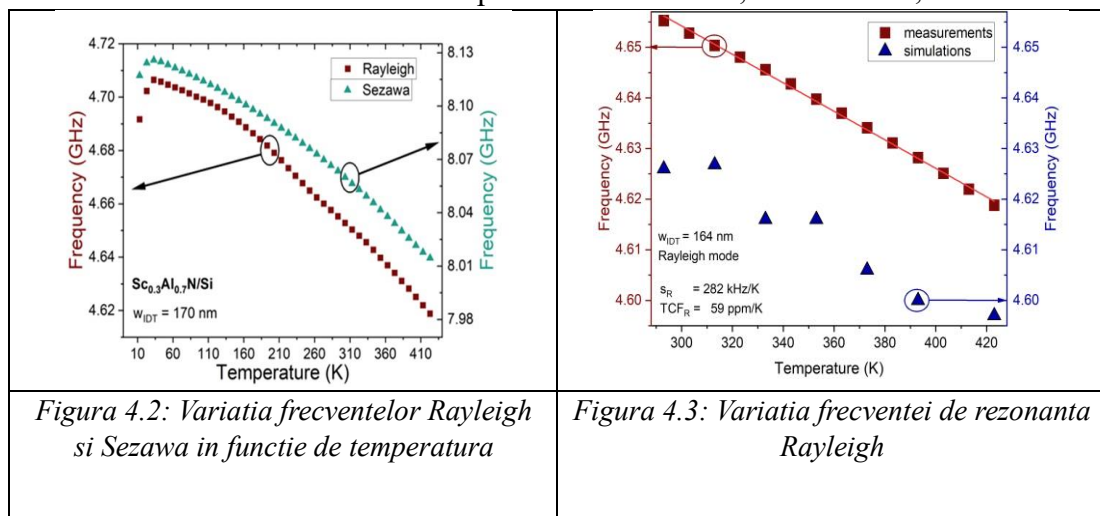 4.72
4.70
4.68
4.66
4.64
4.62
Frequency (GHz)
Rayleigh
Sezawa
8.13
8.10
8.07
8.04
8.01
7.98
Frequency (GHz)
Sc0.3Al0.7N/Si
wIDT = 170 nm
10 60 110 160 210 260 310 360 410
Temperature (K)
4.65
4.64
4.63
4.62
4.61
4.60
Frequency (GHz)
measurements
simulations
4.65
4.64
4.63
4.62
4.61
4.60
Frequency (GHz)
wIDT = 164 nm
Rayleigh mode
sR = 282 kHz/K
TCFR = 59 ppm/K
300 320 340 360 380 400 420
Temperature (K)
Figura 4.2: Variatia frecventelor Rayleigh
si Sezawa in functie de temperatura
Figura 4.3: Variatia frecventei de rezonanta
Rayleigh